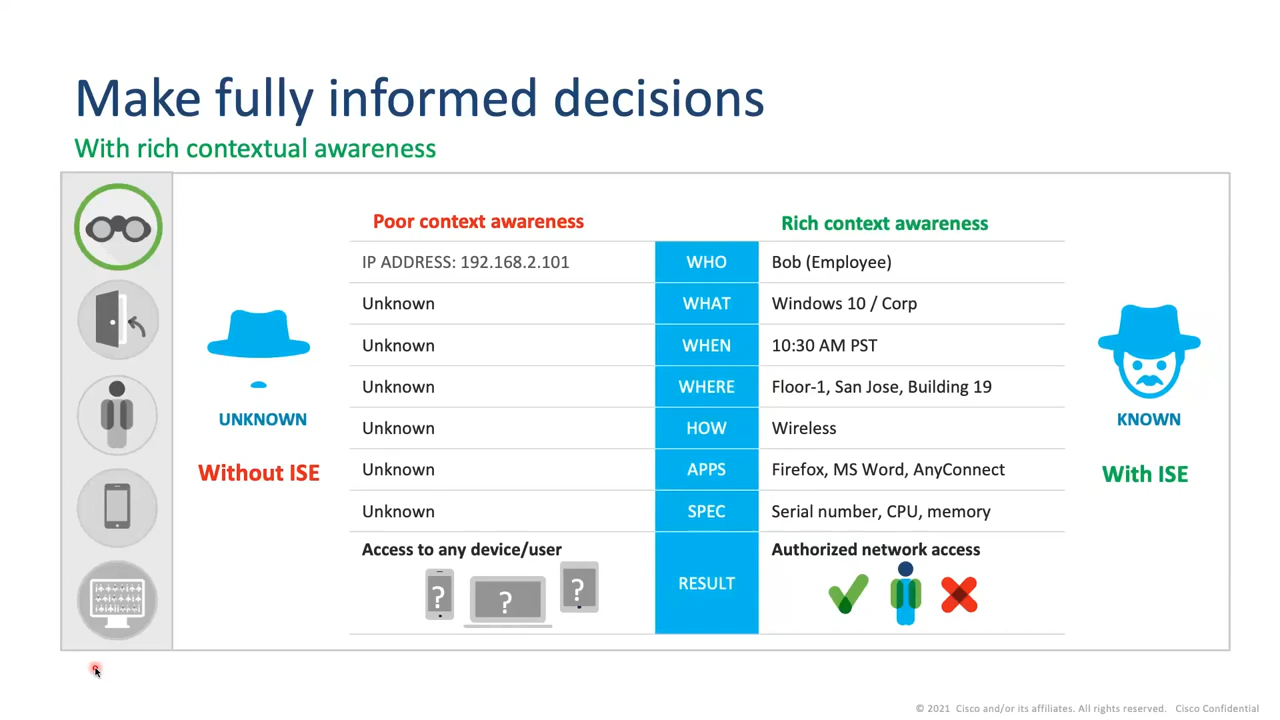 Make fully informed decisions
With rich contextual awareness
Poor context awareness
Rich context awareness
IP ADDRESS: 192.168.2.101
WHO
Bob (Employee)
Unknown
WHAT
Windows 10 / Corp
Unknown
WHEN
10:30 AM PST
Unknown
WHERE
Floor-1, San Jose, Building 19
Unknown
HOW
Wireless
Unknown
APPS
Firefox, MS Word, AnyConnect
Unknown
SPEC
Serial number, CPU, memory
Access to any device/user
? ? ?
RESULT
Authorized network access
UNKNOWN
Without ISE
KNOWN
With ISE
© 2021 Cisco and/or its affiliates. All rights reserved. Cisco Confidential